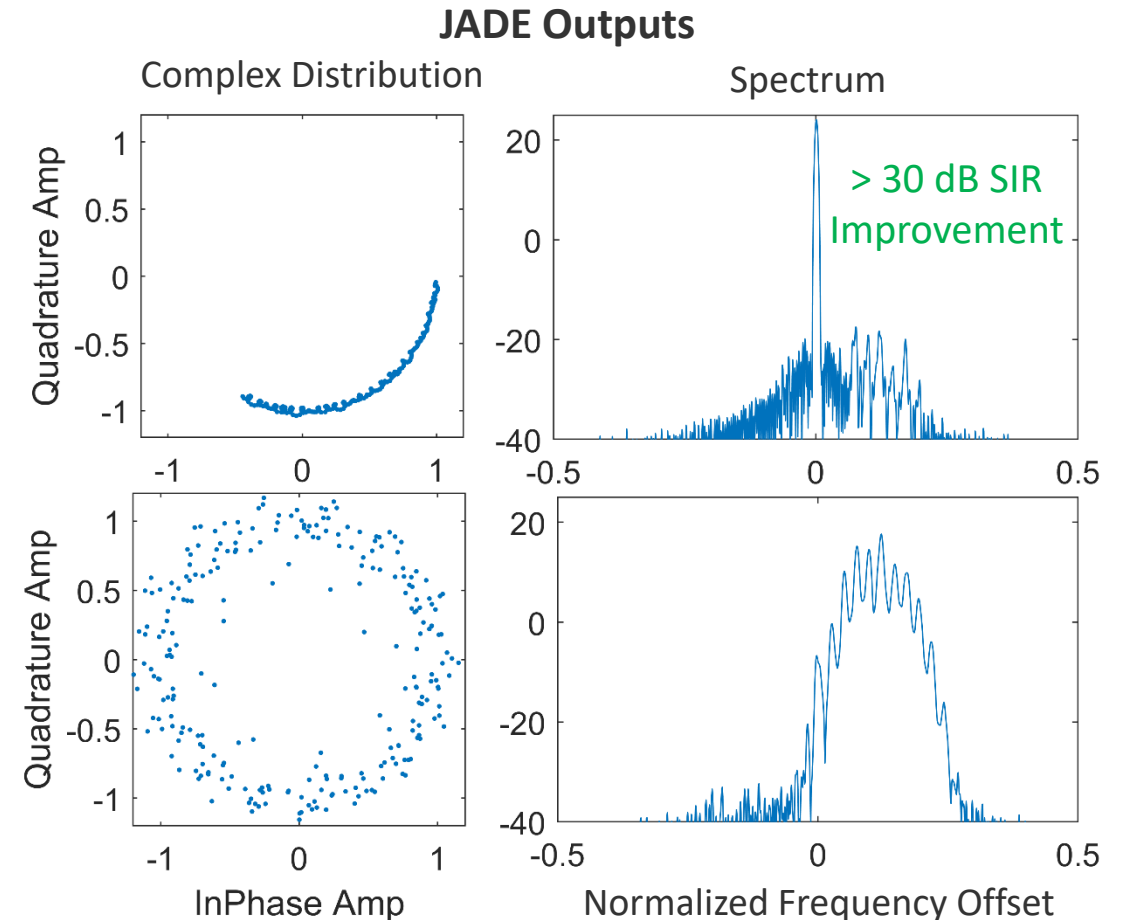 JADE Outputs
Complex Distribution
Spectrum
Quadrature Amp
1
0.5
0
-0.5
-1
-1 0 1
20
0
-20
-40
> 30 dB SIR
Improvement
-0.5 0 0.5
Quadrature Amp
1
0.5
0
-0.5
-1
-1 0 1
InPhase Amp
20
0
-20
-40
-0.5 0 0.5
Normalized Frequency Offset